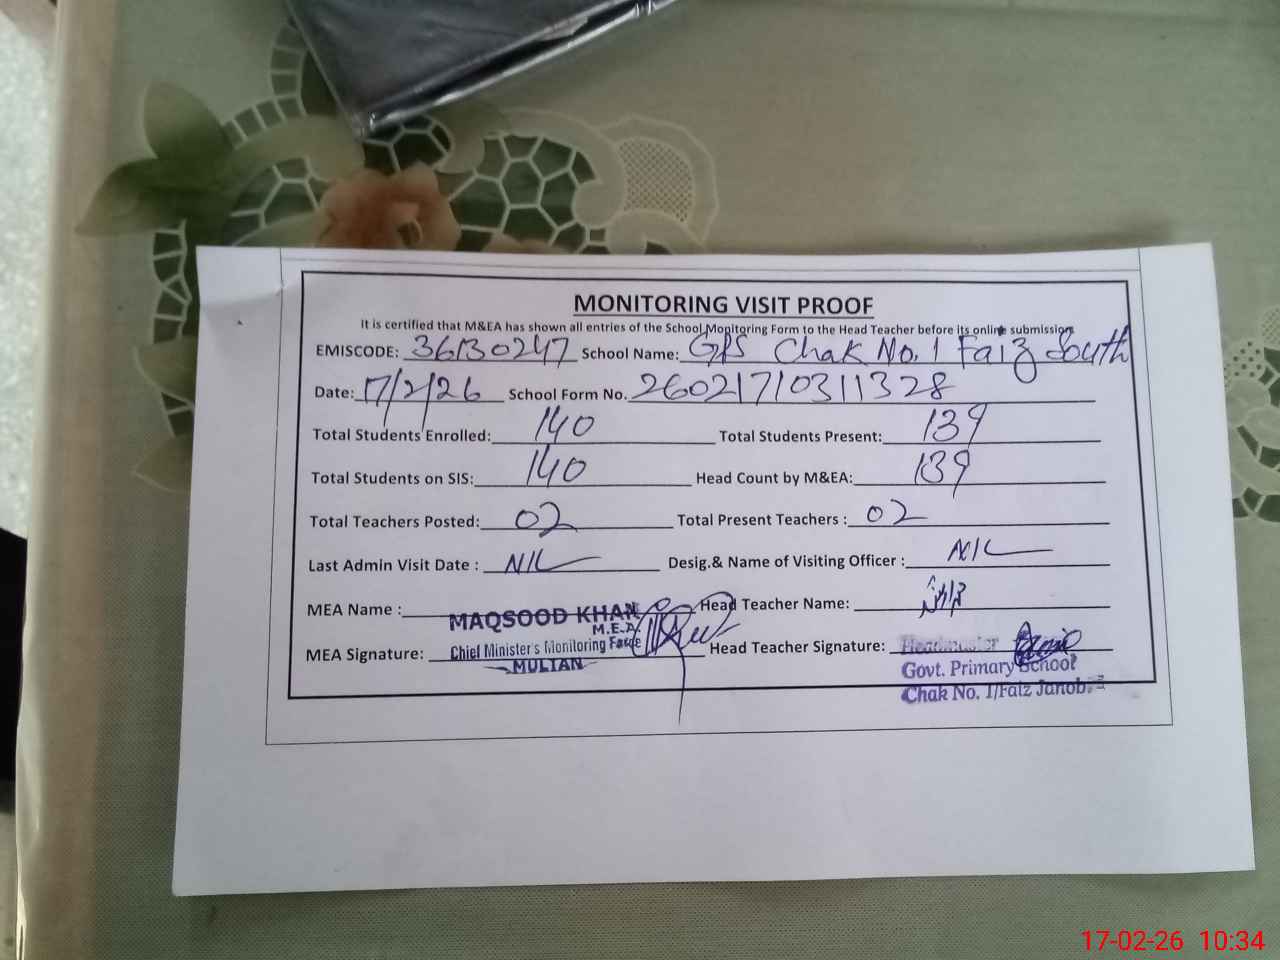 MONITORING VISIT PROOF
It is certified that M&EA has shown all entries of the School Monitoring Form to the Head Teacher before its online submission.
EMISCODE: 36130247 School Name: GPS Chak No. 1 Faiz South
Date: 17/2/26 School Form No. 26021710311328
Total Students Enrolled: 140 Total Students Present: 139
Total Students on SIS: 140 Head Count by M&EA: 139
Total Teachers Posted: 02 Total Present Teachers : 02
Last Admin Visit Date : NIL Desig.& Name of Visiting Officer : NIL
MEA Name : MAQSOOD KHAN Head Teacher Name:
M.E.A.
MEA Signature: Chief Minister's Monitoring Force Head Teacher Signature: Headmaster
MULTAN
Govt. Primary School
Chak No. 1/Faiz Janobi
17-02-26 10:34